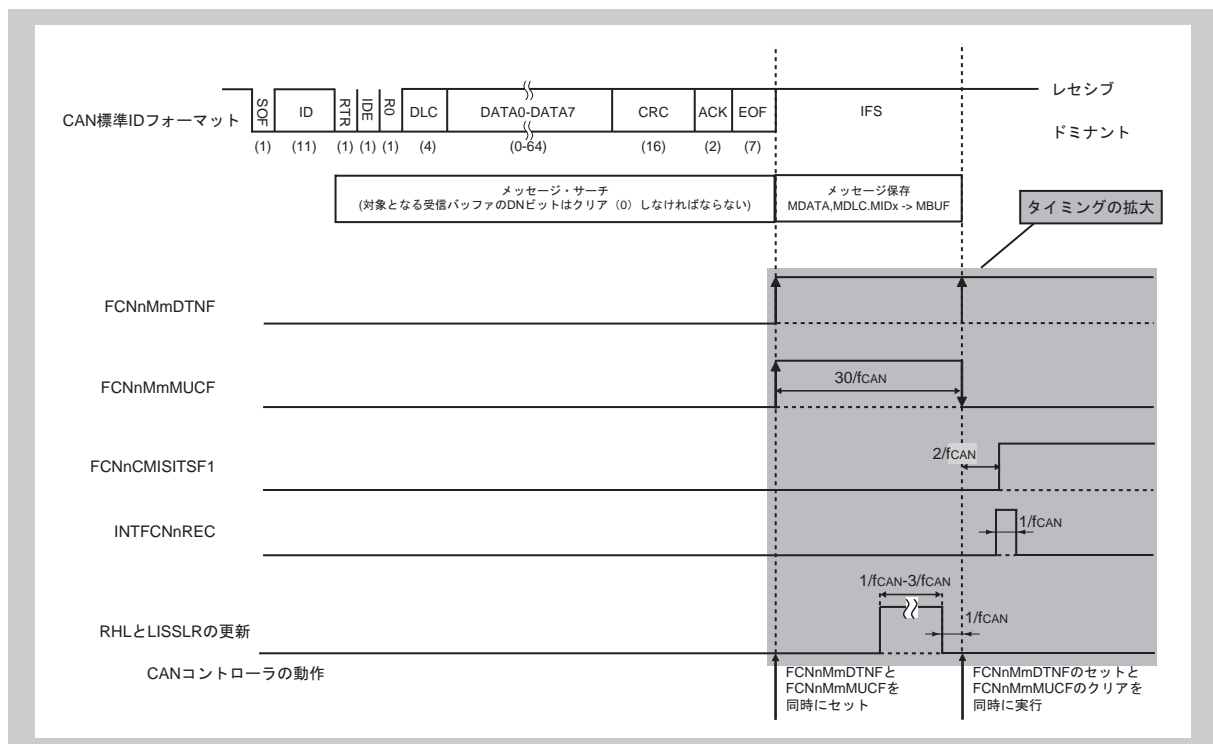 レセシブ
CAN標準IDフォーマット
SOF
ID
RTR
IDE
R0
DLC
DATA0-DATA7
CRC
ACK
EOF
IFS
ドミナント
(1)
(11)
(1)
(1)
(1)
(4)
(0-64)
(16)
(2)
(7)
メッセージ・サーチ
(対象となる受信バッファのDNビットはクリア（0）しなければならない)
メッセージ保存
MDATA,MDLC.MIDx -> MBUF
タイミングの拡大
FCNnMmDTNF
FCNnMmMUCF
30/fCAN
FCNnCMISITSF1
2/fCAN
INTFCNnREC
1/fCAN
1/fCAN-3/fCAN
1/fCAN
RHLとLISSLRの更新
CANコントローラの動作
FCNnMmDTNFと
FCNnMmMUCFを
同時にセット
FCNnMmDTNFのセットと
FCNnMmMUCFのクリアを
同時に実行